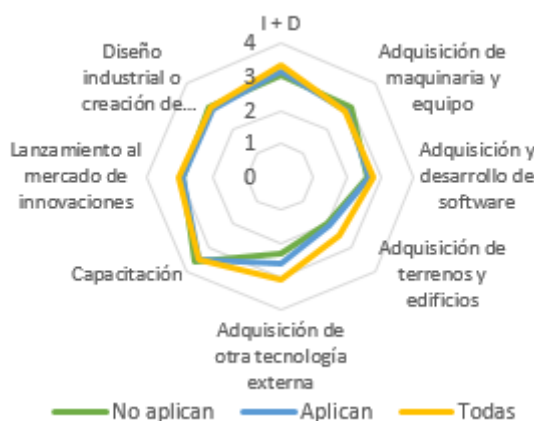 I + D
4
3
2
1
0
Adquisición de
maquinaria y
equipo
Adquisición y
desarrollo de
software
Adquisición de
terrenos y
edificios
Adquisición de
otra tecnología
externa
Capacitación
Lanzamiento al
mercado de
innovaciones
Diseño
industrial o
creación de...
No aplican
Aplican
Todas